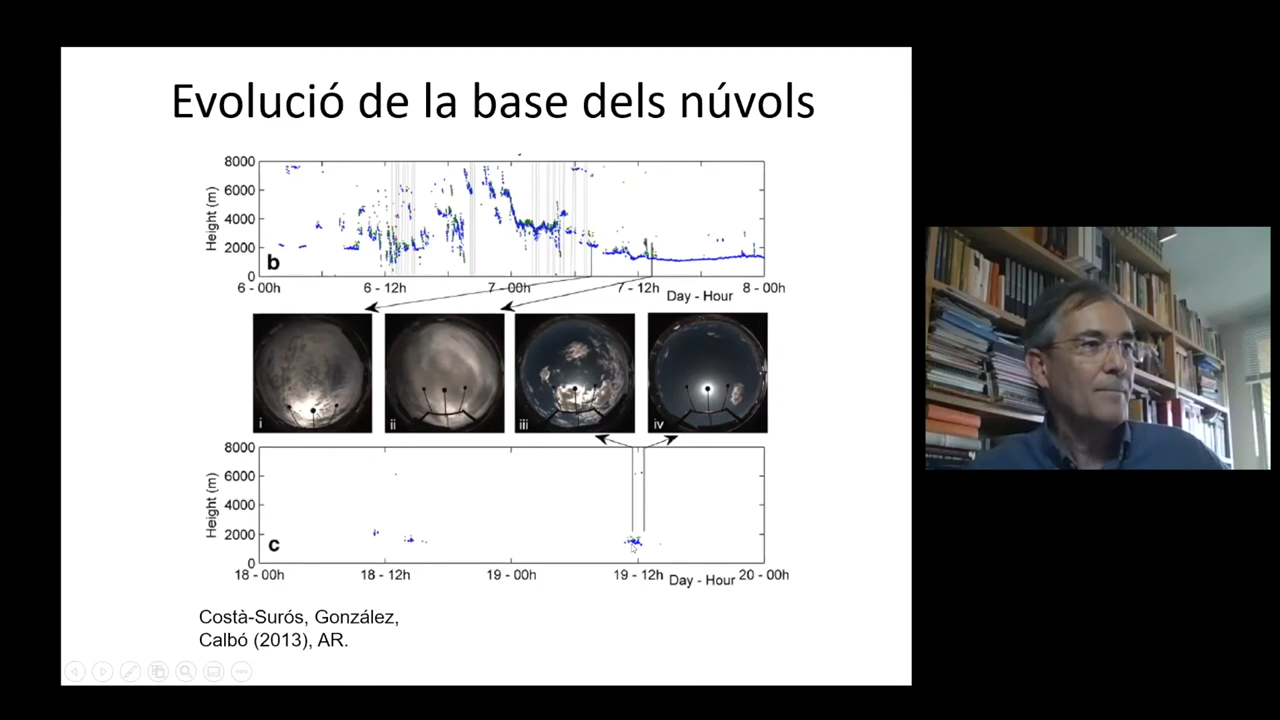 Evolució de la base dels núvols
8000
6000
4000
2000
0
Height (m)
b
6 - 00h
6 - 12h
7 - 00h
7 - 12h
8 - 00h
Day - Hour
i
ii
iii
iv
8000
6000
4000
2000
0
Height (m)
c
18 - 00h
18 - 12h
19 - 00h
19 - 12h
20 - 00h
Day - Hour
Costà-Surós, González,
Calbó (2013), AR.